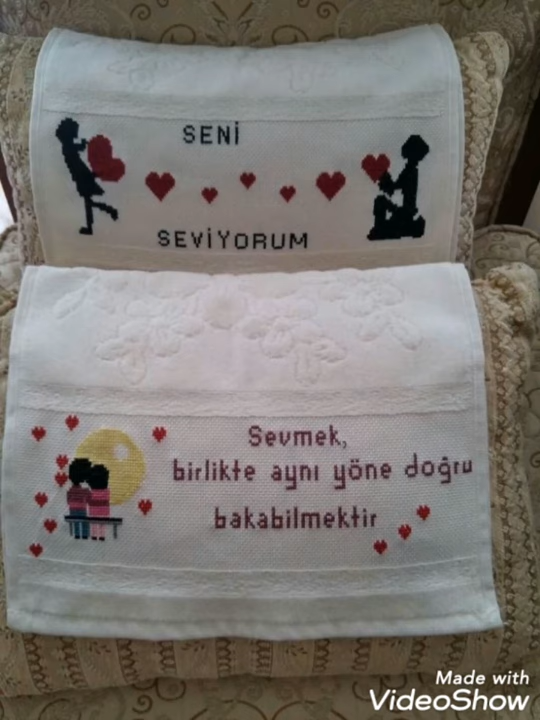 SENİ
SEVİYORUM
Sevmek,
birlikte aynı yöne doğru
bakabilmektir
Made with
VideoShow